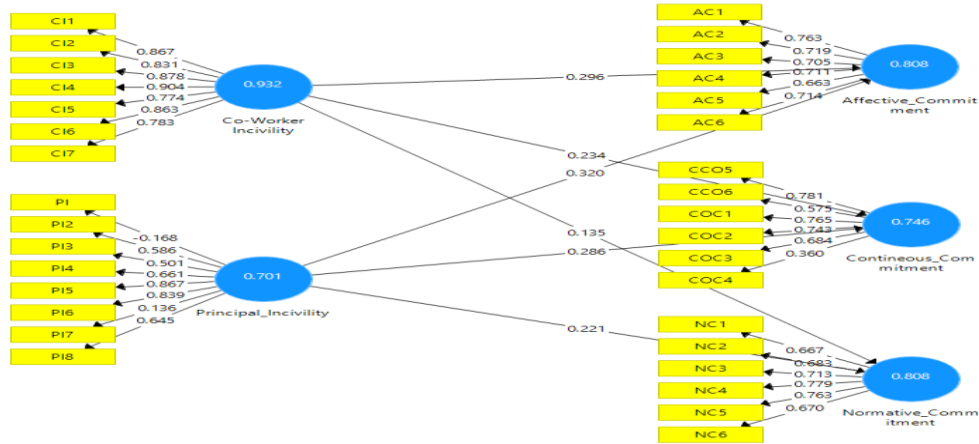 CI1
CI2
CI3
CI4
CI5
CI6
CI7
0.867
0.831
0.878
0.904
0.774
0.863
0.783
0.932
Co-Worker
Incivility
PI
PI2
PI3
PI4
PI5
PI6
PI7
PI8
-0.168
0.586
0.501
0.661
0.867
0.839
0.136
0.645
0.701
Principal_Incivility
0.296
0.234
0.320
0.135
0.286
0.221
AC1
AC2
AC3
AC4
AC5
AC6
0.763
0.719
0.705
0.711
0.663
0.714
0.808
Affective_Commit
ment
CCO5
CCO6
COC1
COC2
COC3
COC4
0.781
0.575
0.765
0.743
0.684
0.360
0.746
Contineous_Com
mitment
NC1
NC2
NC3
NC4
NC5
NC6
0.667
0.683
0.713
0.779
0.763
0.670
0.808
Normative_Comm
itment